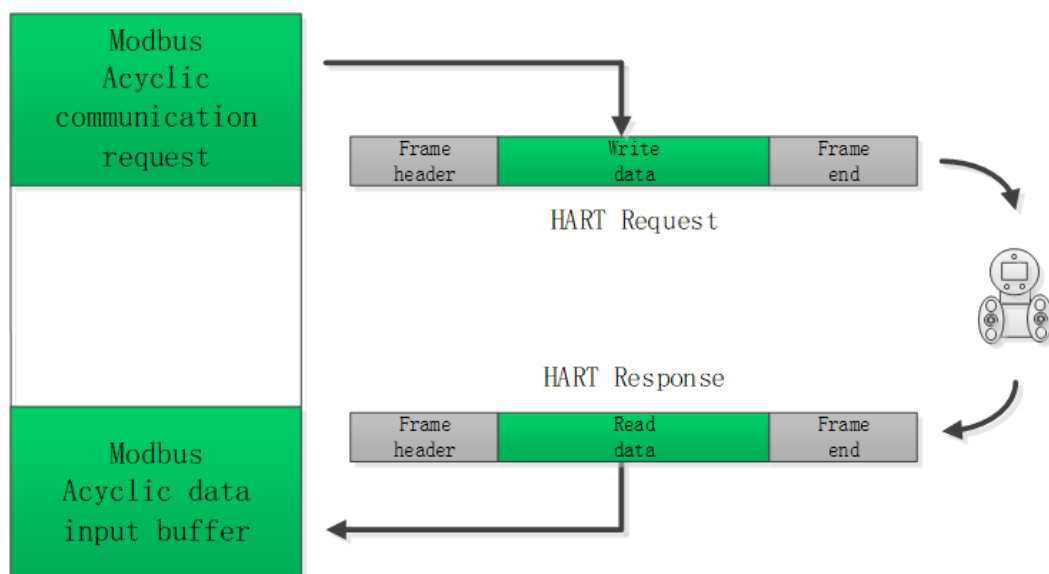 Modbus
Acyclic
communication
request
Frame
header
Write
data
Frame
end
HART Request
HART Response
Frame
header
Read
data
Frame
end
Modbus
Acyclic data
input buffer